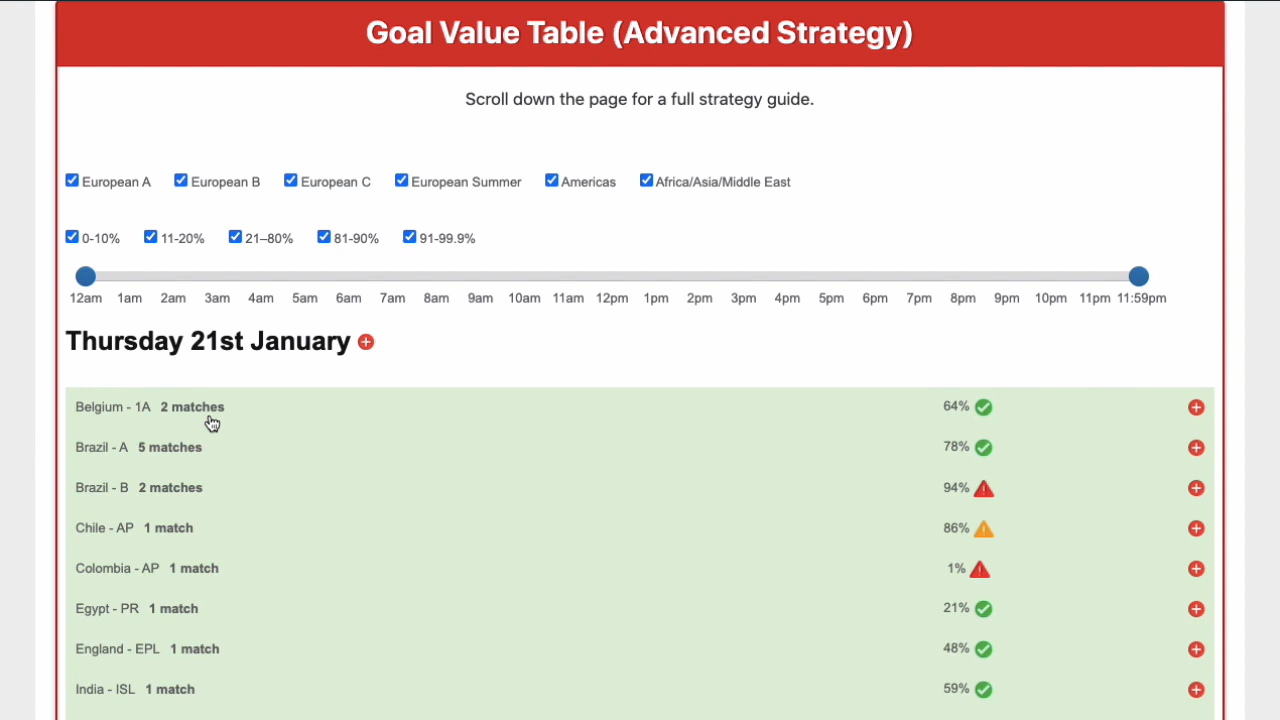 Goal Value Table (Advanced Strategy)
Scroll down the page for a full strategy guide.
European A European B European C European Summer Americas Africa/Asia/Middle East
0-10% 11-20% 21–80% 81-90% 91-99.9%
12am 1am 2am 3am 4am 5am 6am 7am 8am 9am 10am 11am 12pm 1pm 2pm 3pm 4pm 5pm 6pm 7pm 8pm 9pm 10pm 11pm 11:59pm
Thursday 21st January
Belgium - 1A 2 matches 64%
Brazil - A 5 matches 78%
Brazil - B 2 matches 94%
Chile - AP 1 match 86%
Colombia - AP 1 match 1%
Egypt - PR 1 match 21%
England - EPL 1 match 48%
India - ISL 1 match 59%